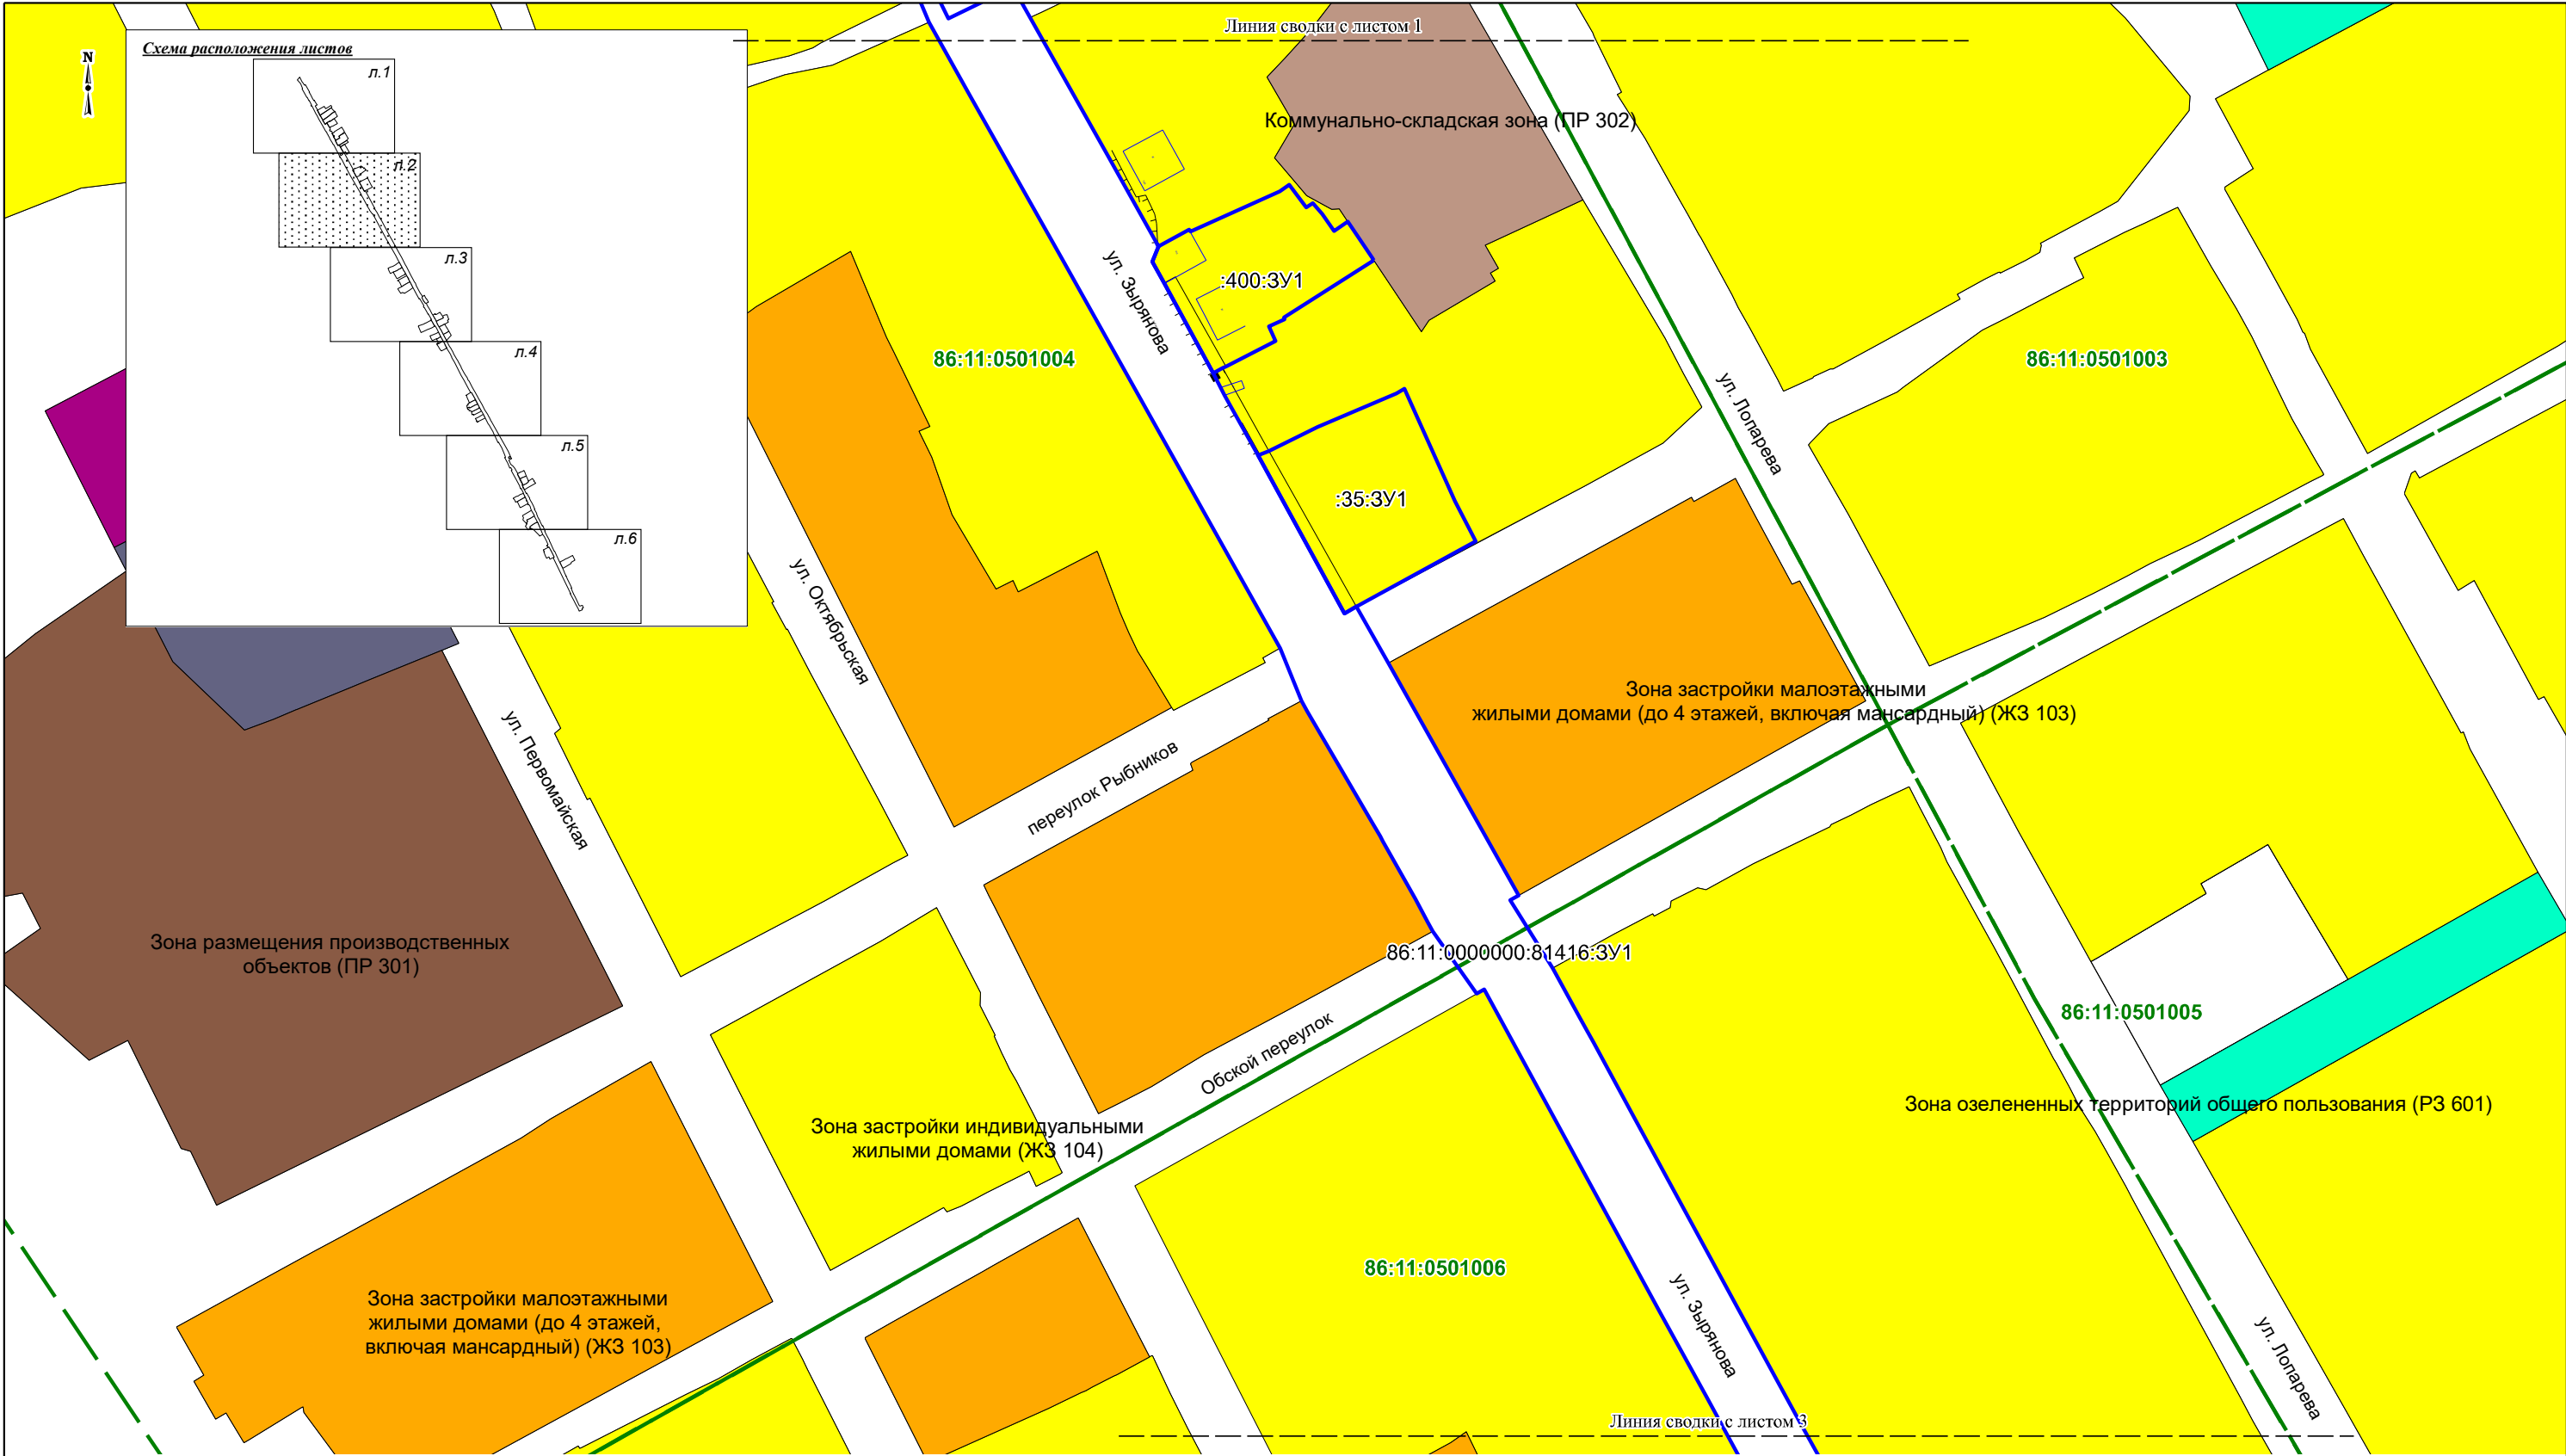 Линия сводки с листом 1
Схема расположения листов
N
л.1
л.2
л.3
л.4
л.5
л.6
Коммунально-складская зона (ПР 302)
ул. Зырянова
:400:ЗУ1
86:11:0501004
86:11:0501003
ул. Лопарева
:35:ЗУ1
ул. Октябрьская
Зона застройки малоэтажными
жилыми домами (до 4 этажей, включая мансардный) (ЖЗ 103)
ул. Первомайская
переулок Рыбников
Зона размещения производственных
объектов (ПР 301)
86:11:0000000:81416:ЗУ1
86:11:0501005
Обской переулок
Зона озелененных территорий общего пользования (РЗ 601)
Зона застройки индивидуальными
жилыми домами (ЖЗ 104)
86:11:0501006
Зона застройки малоэтажными
жилыми домами (до 4 этажей,
включая мансардный) (ЖЗ 103)
ул. Зырянова
ул. Лопарева
Линия сводки с листом 3